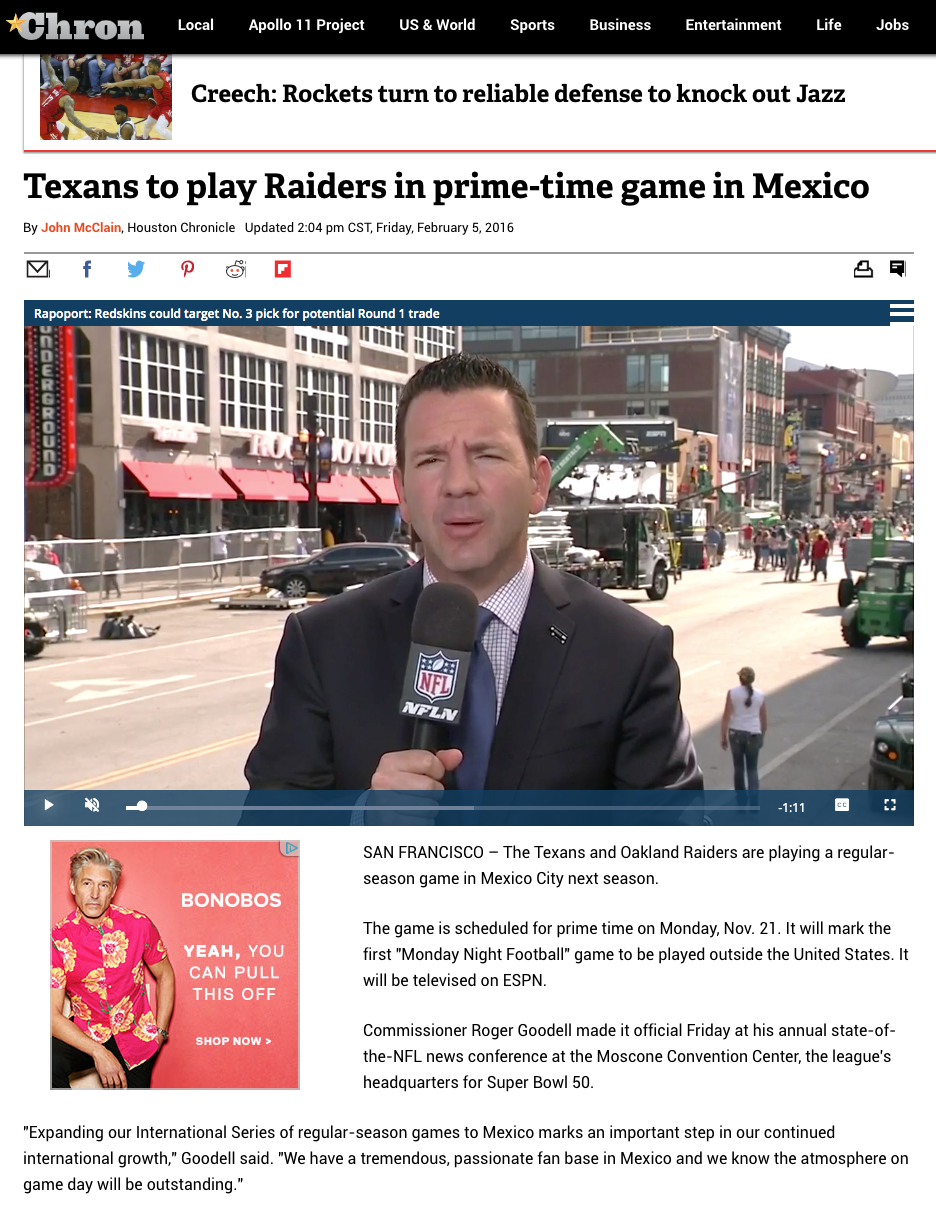 Chron
Local Apollo 11 Project US & World Sports Business Entertainment Life Jobs
Creech: Rockets turn to reliable defense to knock out Jazz
Texans to play Raiders in prime-time game in Mexico
By John McClain, Houston Chronicle Updated 2:04 pm CST, Friday, February 5, 2016
Rapoport: Redskins could target No. 3 pick for potential Round 1 trade
UNDERGROUND
ESPN
NFL
NFLN
-1:11
CC
BONOBOS
YEAH, YOU
CAN PULL
THIS OFF
SHOP NOW >
SAN FRANCISCO – The Texans and Oakland Raiders are playing a regular-
season game in Mexico City next season.
The game is scheduled for prime time on Monday, Nov. 21. It will mark the
first "Monday Night Football" game to be played outside the United States. It
will be televised on ESPN.
Commissioner Roger Goodell made it official Friday at his annual state-of-
the-NFL news conference at the Moscone Convention Center, the league's
headquarters for Super Bowl 50.
"Expanding our International Series of regular-season games to Mexico marks an important step in our continued
international growth," Goodell said. "We have a tremendous, passionate fan base in Mexico and we know the atmosphere on
game day will be outstanding."